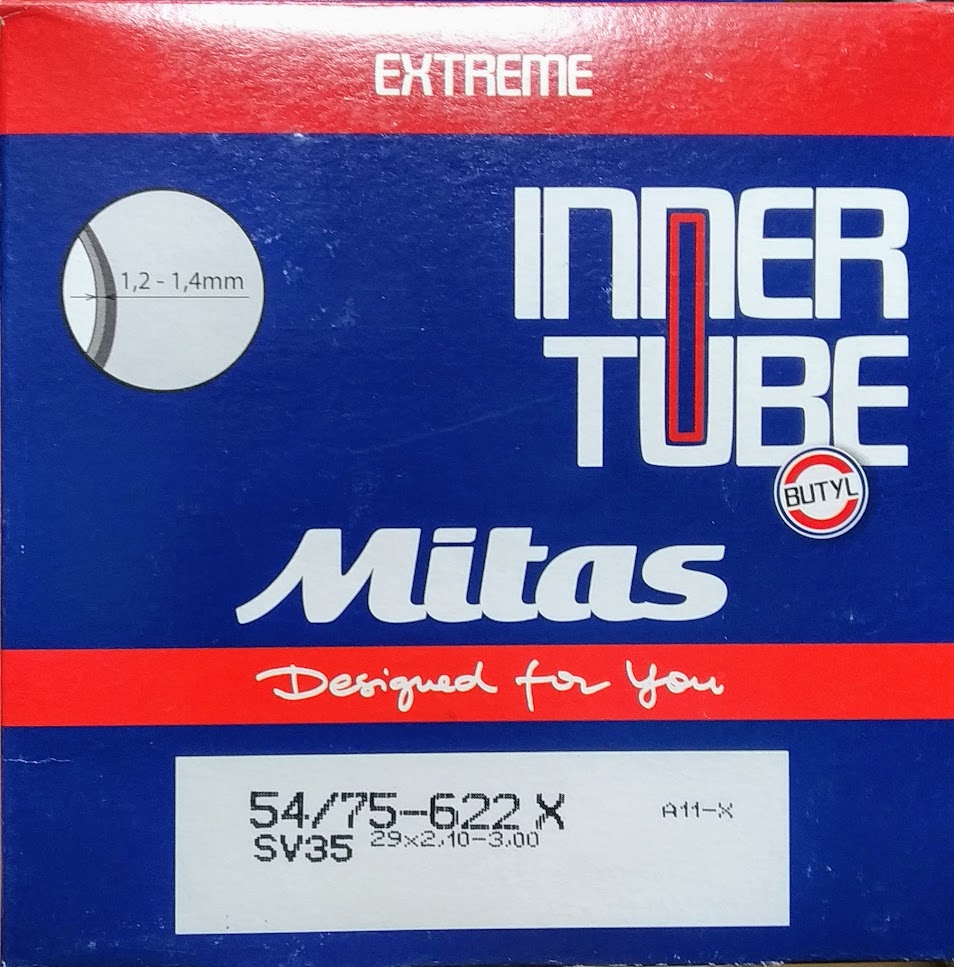 EXTREME
1,2 - 1,4mm
INNER
TUBE
BUTYL
Mitas
Designed for You
54/75-622 X
A11-X
SV35
29x2.10-3.00